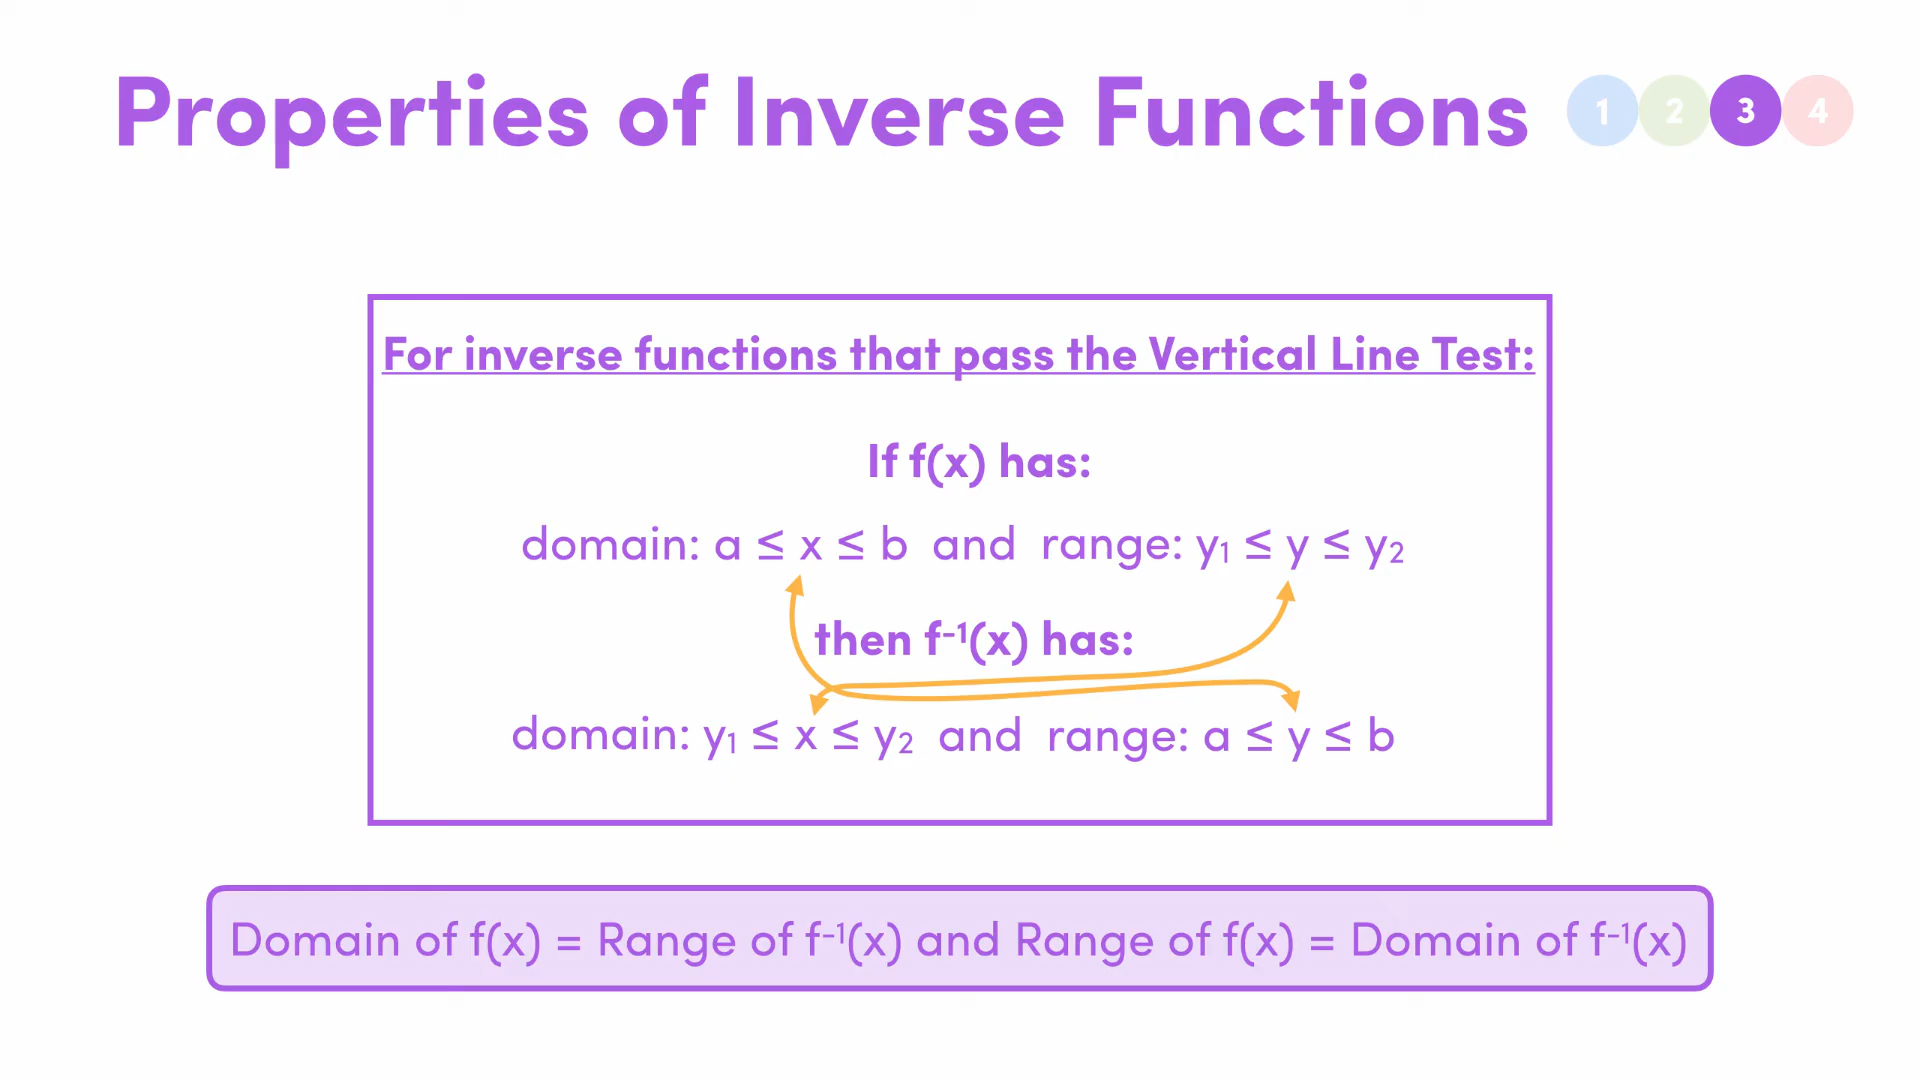 Properties of Inverse Functions 1 2 3 4
For inverse functions that pass the Vertical Line Test:
If f(x) has:
domain: a ≤ x ≤ b and range: y₁ ≤ y ≤ y₂
then f⁻¹(x) has:
domain: y₁ ≤ x ≤ y₂ and range: a ≤ y ≤ b
Domain of f(x) = Range of f⁻¹(x) and Range of f(x) = Domain of f⁻¹(x)